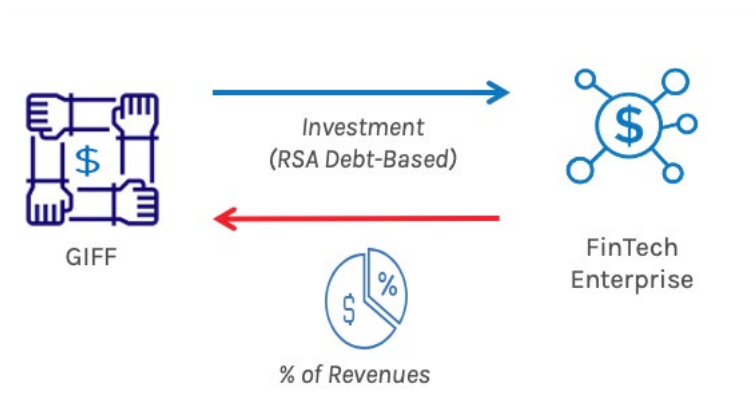 $
GIFF
Investment
(RSA Debt-Based)
$
%
% of Revenues
$
FinTech
Enterprise